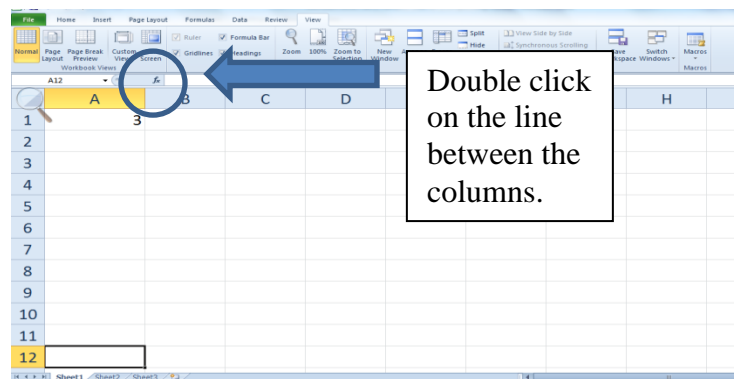 File Home Insert Page Layout Formulas Data Review View
Ruler Formula Bar Split View Side by Side
Normal Page Layout Page Break Preview Custom Views Screen Gridlines Headings Zoom 100% Zoom to Selection New Window Hide Synchronous Scrolling Switch Windows Macros
Workbook Views Macros
A12 fx
A B C D H
1 3
2
3
4
5
6
7
8
9
10
11
12
Sheet1 Sheet2 Sheet3
Double click
on the line
between the
columns.